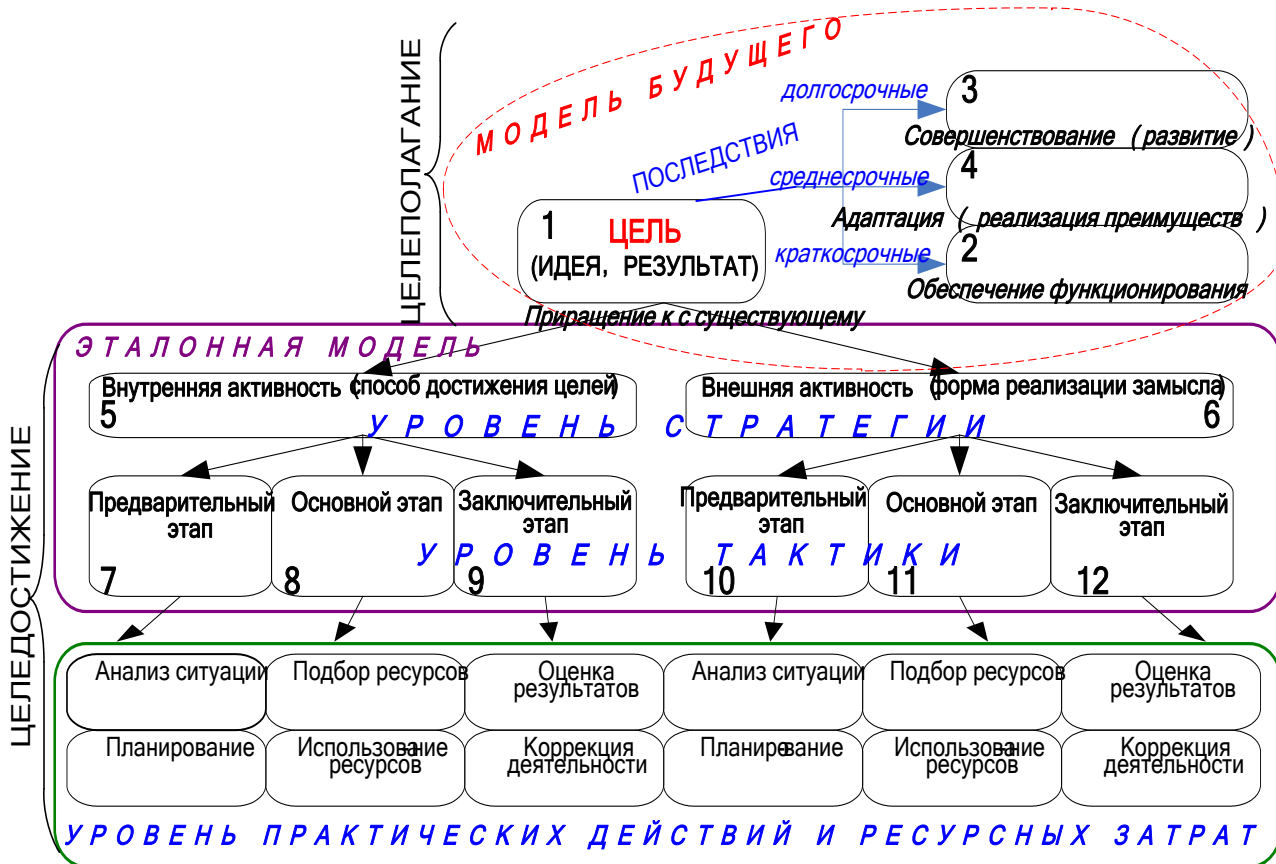 ЦЕЛЕПОЛАГАНИЕ
МОДЕЛЬ БУДУЩЕГО
ПОСЛЕДСТВИЯ
долгосрочные
3
Совершенствование ( развитие )
среднесрочные
4
Адаптация ( реализация преимуществ )
краткосрочные
2
Обеспечение функционирования
1
ЦЕЛЬ
(ИДЕЯ, РЕЗУЛЬТАТ)
Приращение к с существующему
ЦЕЛЕДОСТИЖЕНИЕ
ЭТАЛОННАЯ МОДЕЛЬ
Внутренняя активность (способ достижения целей)
5
Внешняя активность (форма реализации замысла)
6
УРОВЕНЬ СТРАТЕГИИ
Предварительный
этап
7
Основной этап
8
Заключительный
этап
9
Предварительный
этап
10
Основной этап
11
Заключительный
этап
12
УРОВЕНЬ ТАКТИКИ
Анализ ситуации
Подбор ресурсов
Оценка
результатов
Анализ ситуации
Подбор ресурсов
Оценка
результатов
Планирование
Использование
ресурсов
Коррекция
деятельности
Планирование
Использование
ресурсов
Коррекция
деятельности
УРОВЕНЬ ПРАКТИЧЕСКИХ ДЕЙСТВИЙ И РЕСУРСНЫХ ЗАТРАТ